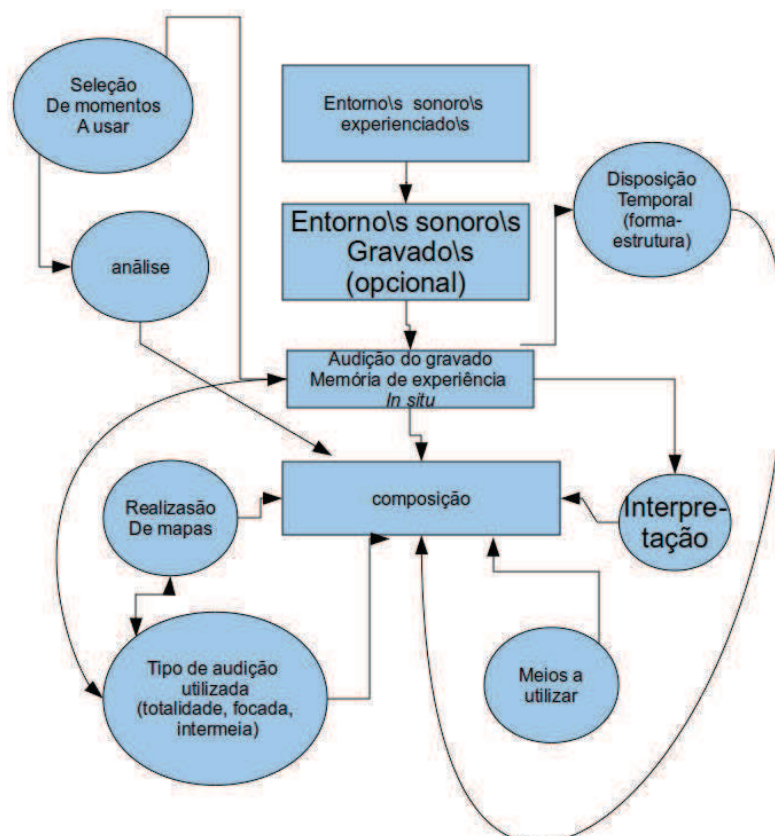 Seleção
De momentos
A usar
Entorno\s sonoro\s
experienciado\s
Disposição
Temporal
(forma-
estrutura)
Entorno\s sonoro\s
Gravado\s
(opcional)
análise
Audição do gravado
Memória de experiência
In situ
composição
Realizasão
De mapas
Interpre-
tação
Tipo de audição
utilizada
(totalidade, focada,
intermeia)
Meios a
utilizar